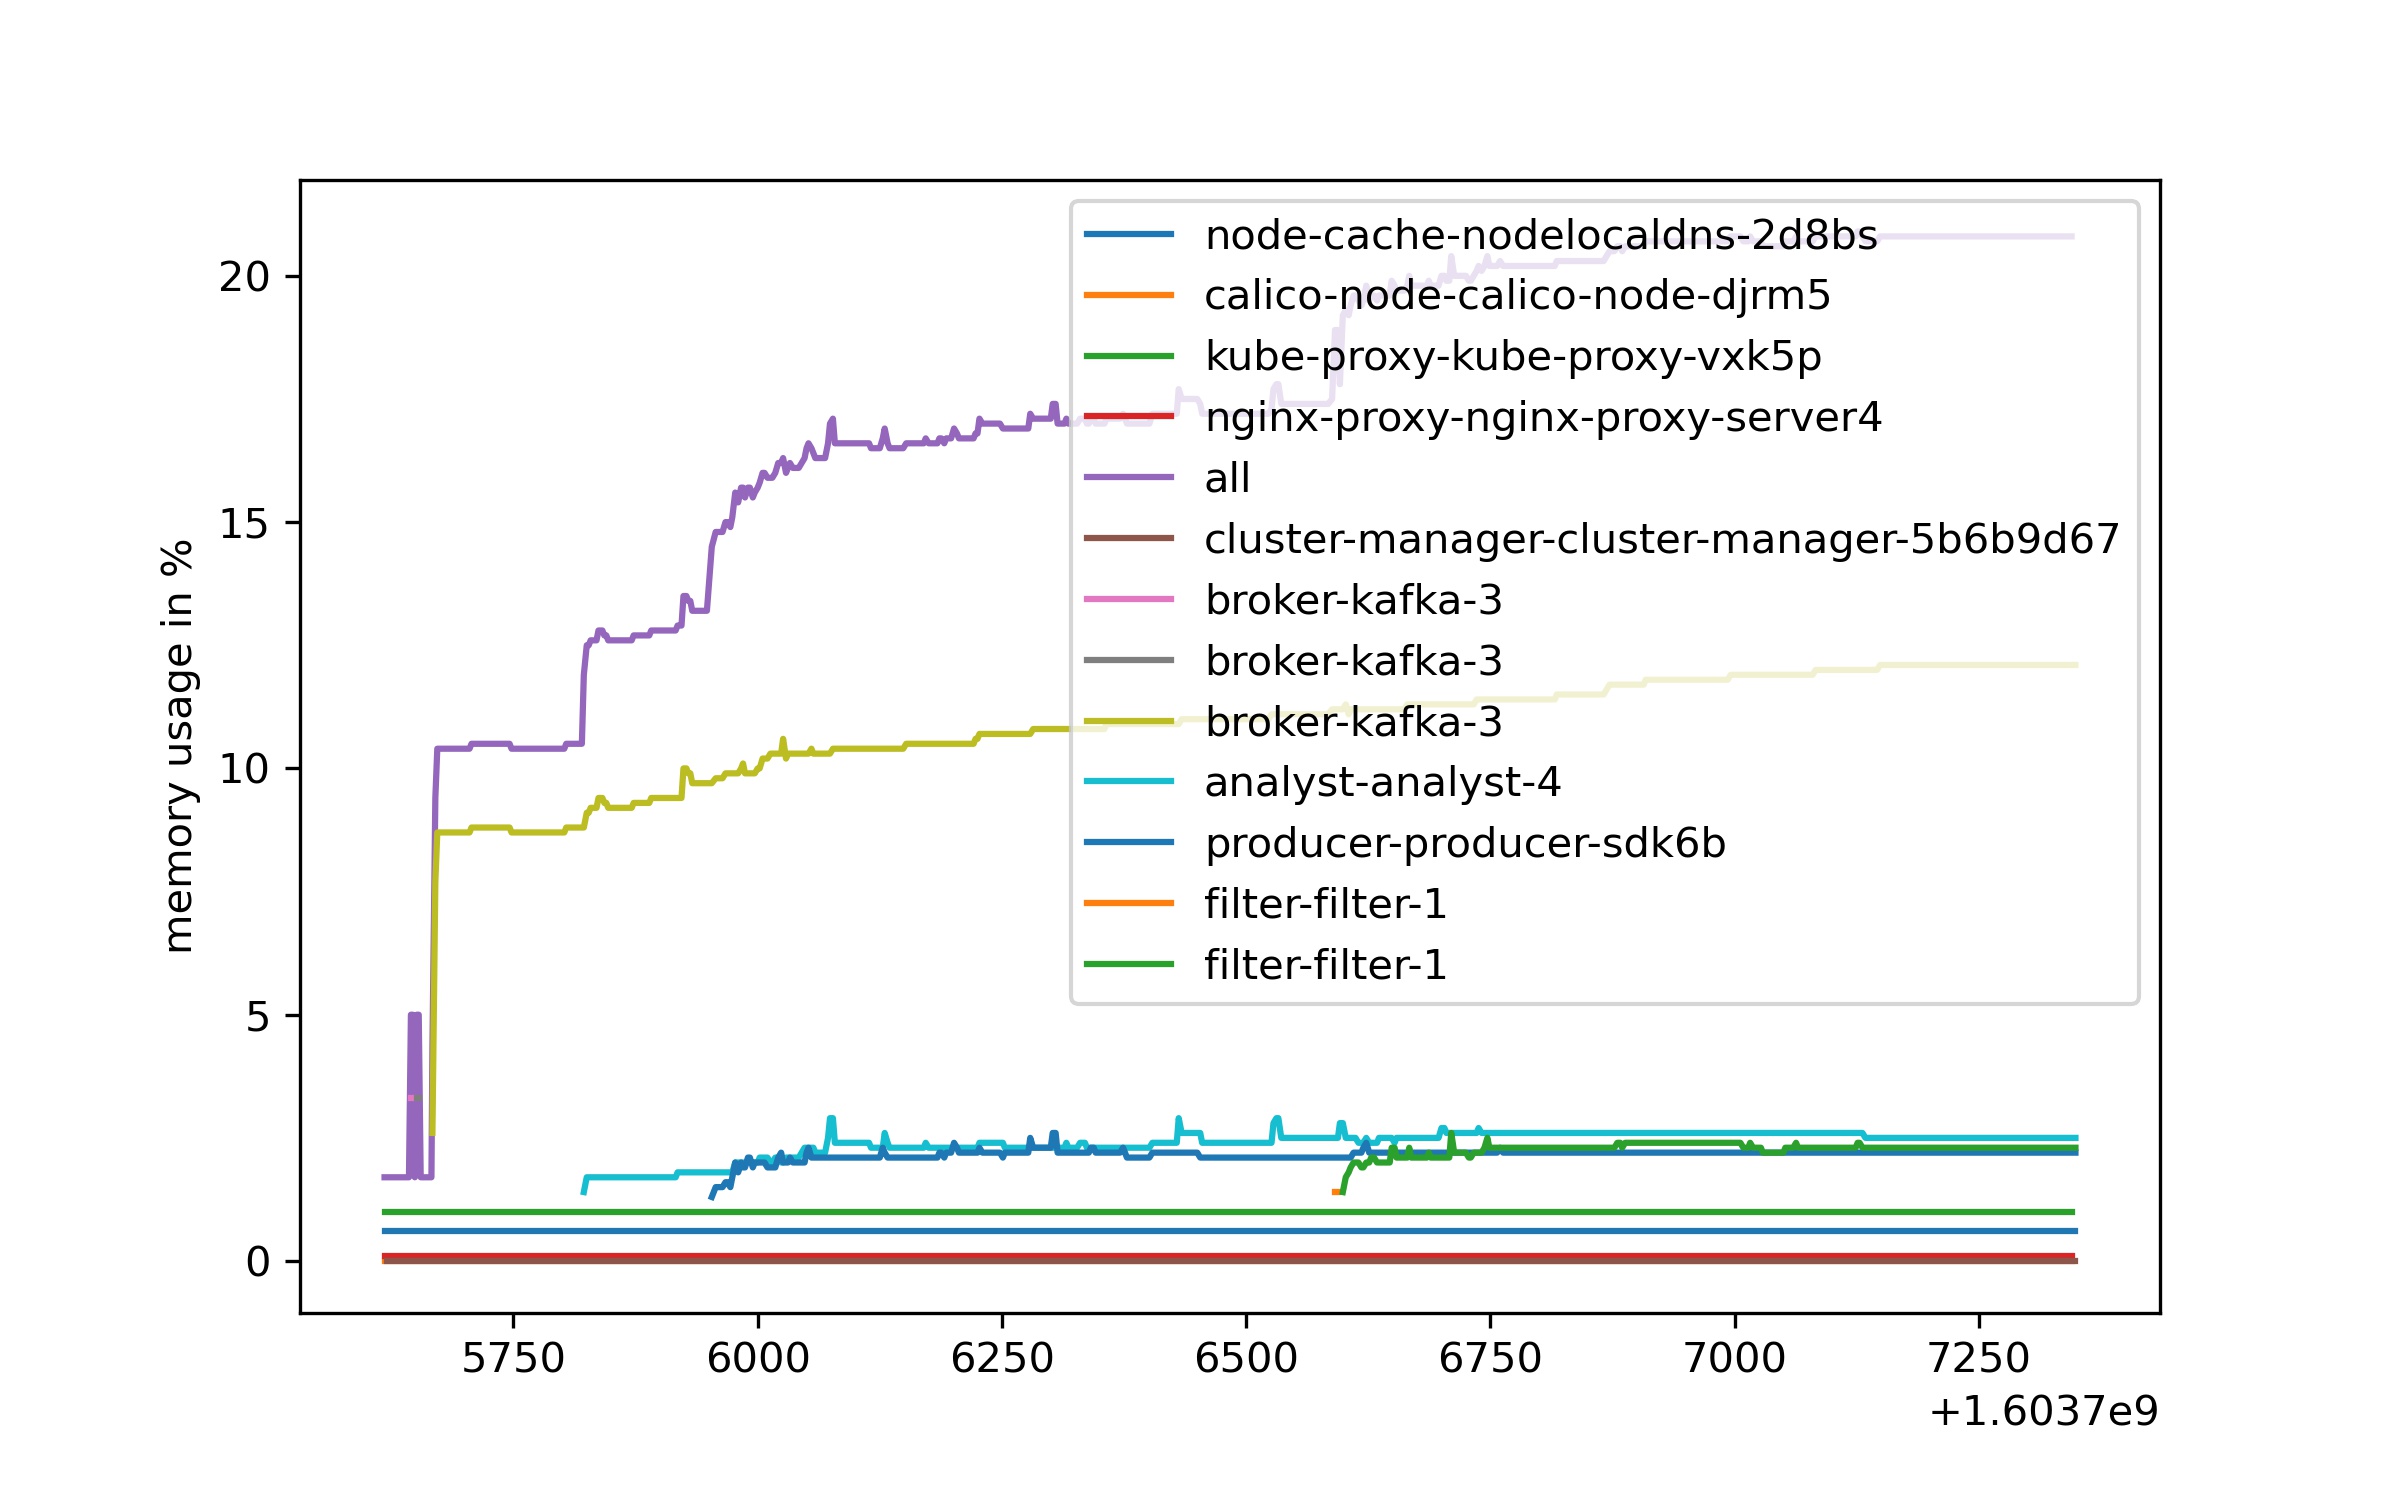 node-cache-nodelocaldns-2d8bs
calico-node-calico-node-djrm5
kube-proxy-kube-proxy-vxk5p
nginx-proxy-nginx-proxy-server4
all
cluster-manager-cluster-manager-5b6b9d67
broker-kafka-3
broker-kafka-3
broker-kafka-3
analyst-analyst-4
producer-producer-sdk6b
filter-filter-1
filter-filter-1
memory usage in %
20
15
10
5
0
5750 6000 6250 6500 6750 7000 7250
+1.6037e9